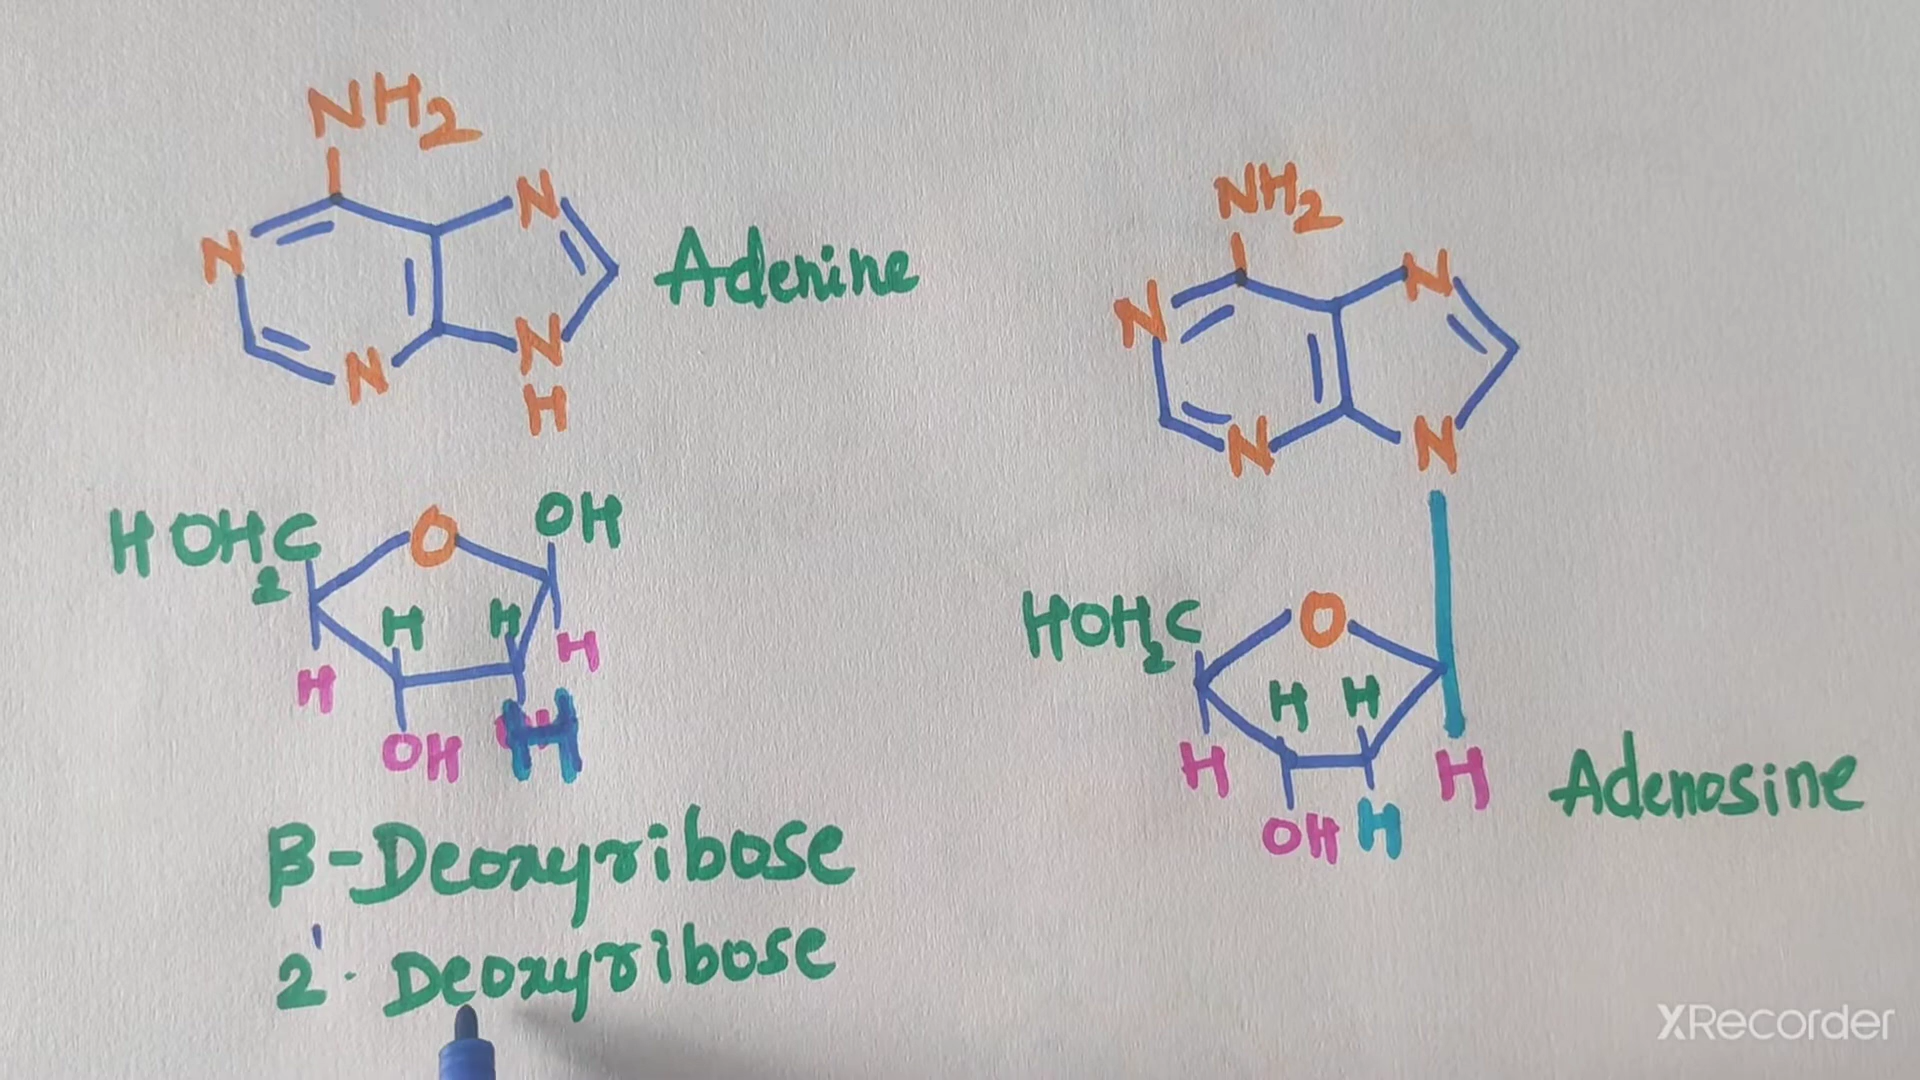 NH2
N
N
N
N
H
Adenine
HOH2C
O
OH
H
H
H
H
OH
H
β-Deoxyribose
2'. Deoxyribose
NH2
N
N
N
N
HOH2C
O
H
H
H
H
OH
H
Adenosine
XRecorder